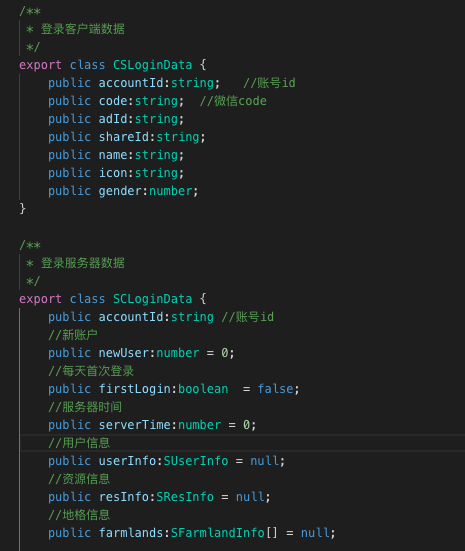 /**
 * 登录客户端数据
 */
export class CSLoginData {
    public accountId:string;   //账号id
    public code:string;  //微信code
    public adId:string;
    public shareId:string;
    public name:string;
    public icon:string;
    public gender:number;
}

/**
 * 登录服务器数据
 */
export class SCLoginData {
    public accountId:string //账号id
    //新账户
    public newUser:number = 0;
    //每天首次登录
    public firstLogin:boolean  = false;
    //服务器时间
    public serverTime:number = 0;
    //用户信息
    public userInfo:SUserInfo = null;
    //资源信息
    public resInfo:SResInfo = null;
    //地格信息
    public farmlands:SFarmlandInfo[] = null;